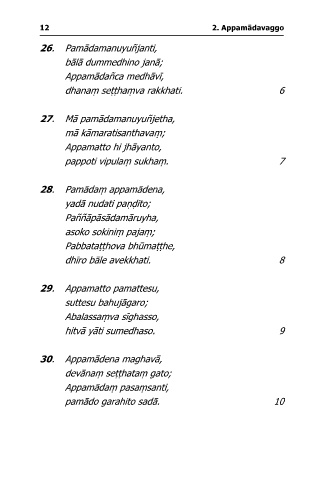 12 2. Appamādavaggo
26. Pamādamanuyuñjanti,
bālā dummedhino janā;
Appamādañca medhāvī,
dhanaṃ seṭṭhaṃva rakkhati. 6
27. Mā pamādamanuyuñjetha,
mā kāmaratisanthavaṃ;
Appamatto hi jhāyanto,
pappoti vipulaṃ sukhaṃ. 7
28. Pamādaṃ appamādena,
yadā nudati paṇḍito;
Paññāpāsādamāruyha,
asoko sokiniṃ pajaṃ;
Pabbataṭṭhova bhūmaṭṭhe,
dhiro bāle avekkhati. 8
29. Appamatto pamattesu,
suttesu bahujāgaro;
Abalassaṃva sīghasso,
hitvā yāti sumedhaso. 9
30. Appamādena maghavā,
devānaṃ seṭṭhataṃ gato;
Appamādaṃ pasaṃsanti,
pamādo garahito sadā. 10